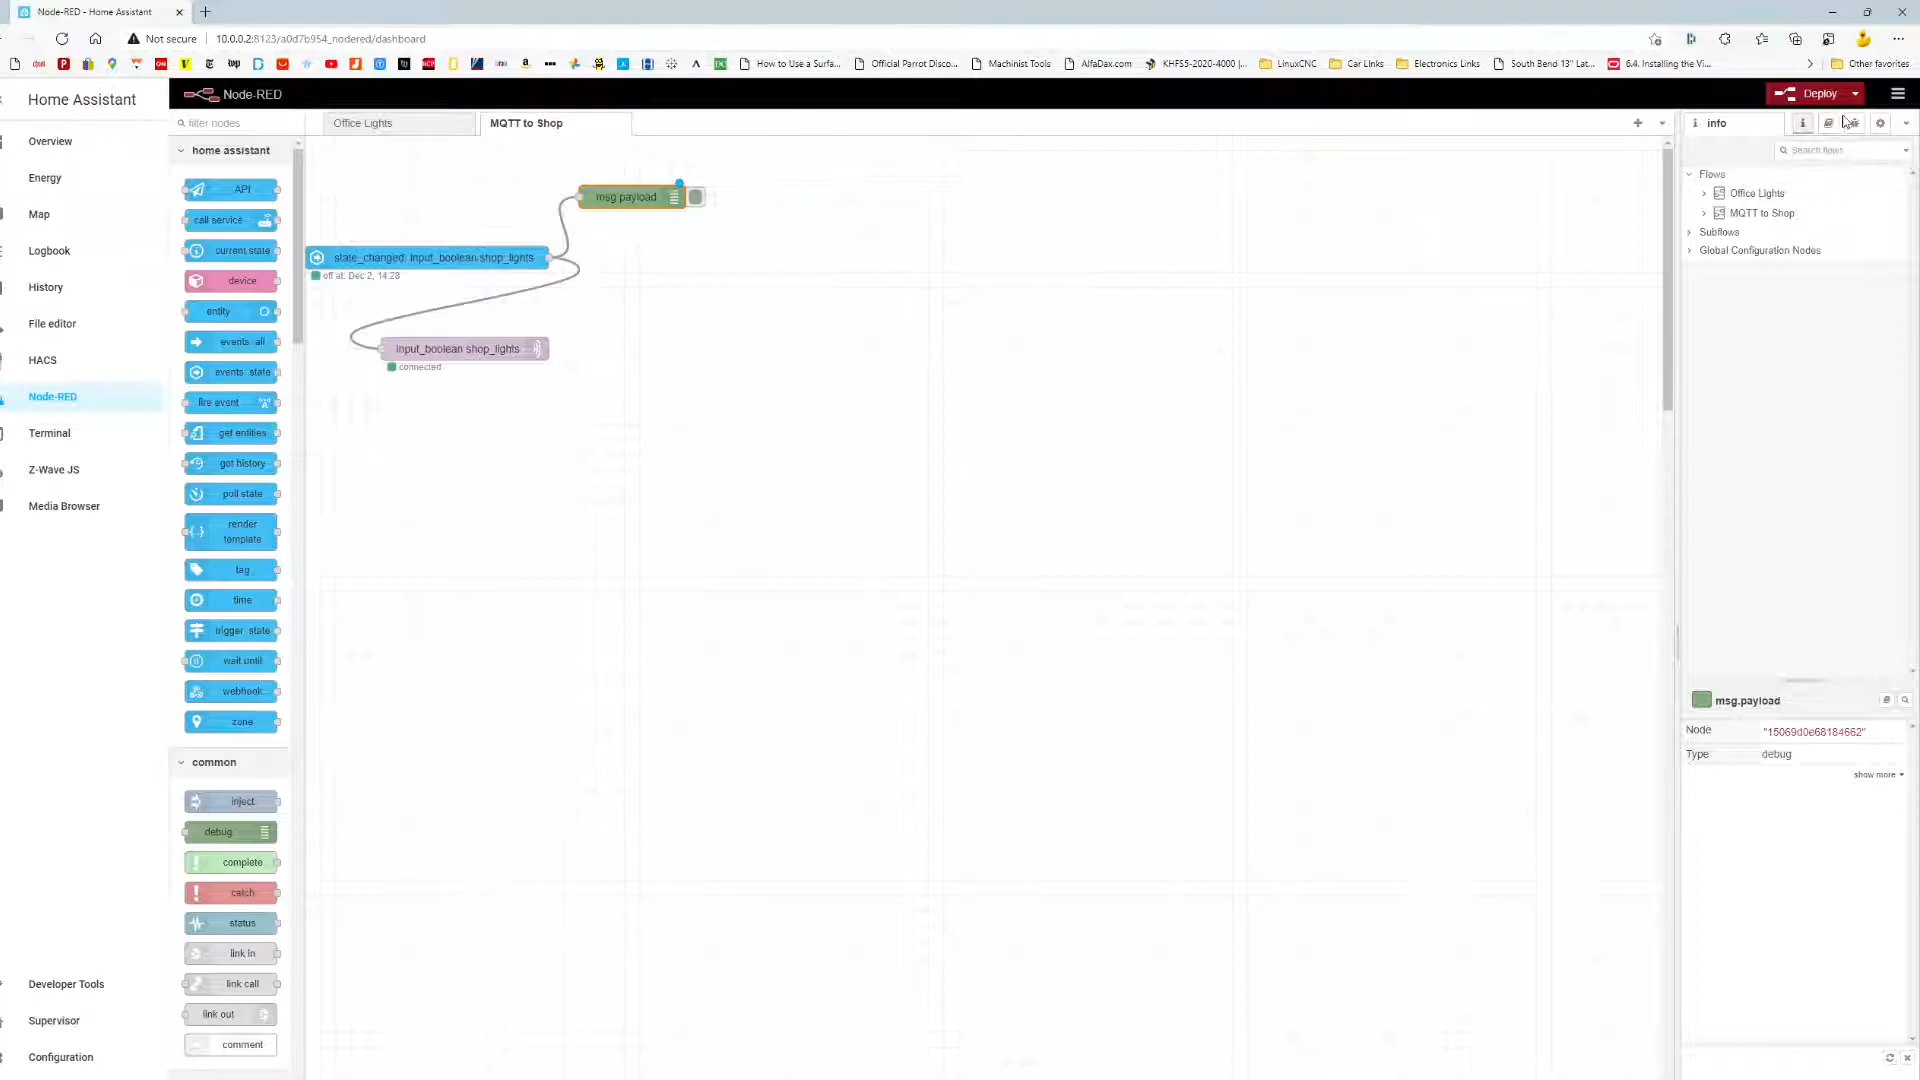 Node-RED - Home Assistant
Not secure
10.0.0.2:8123/a0d7b954_nodered/dashboard
How to Use a Surfa...
Official Parrot Disco...
Machinist Tools
AlfaDax.com
KHFS5-2020-4000 |...
LinuxCNC
Car LInks
Electronics Links
South Bend 13" Lat...
6.4. Installing the Vi...
Other favorites
Home Assistant
Overview
Energy
Map
Logbook
History
File editor
HACS
Node-RED
Terminal
Z-Wave JS
Media Browser
Developer Tools
Supervisor
Configuration
Node-RED
Deploy
filter nodes
home assistant
API
call service
current state
device
entity
events: all
events: state
fire event
get entities
get history
poll state
render
template
tag
time
trigger: state
wait until
webhook
zone
common
inject
debug
complete
catch
status
link in
link call
link out
comment
Office Lights
MQTT to Shop
msg.payload
state_changed: input_boolean.shop_lights
off at: Dec 2, 14:28
input_boolean.shop_lights
connected
info
Search flows
Flows
Office Lights
MQTT to Shop
Subflows
Global Configuration Nodes
msg.payload
Node
"15069d0e68184662"
Type
debug
show more